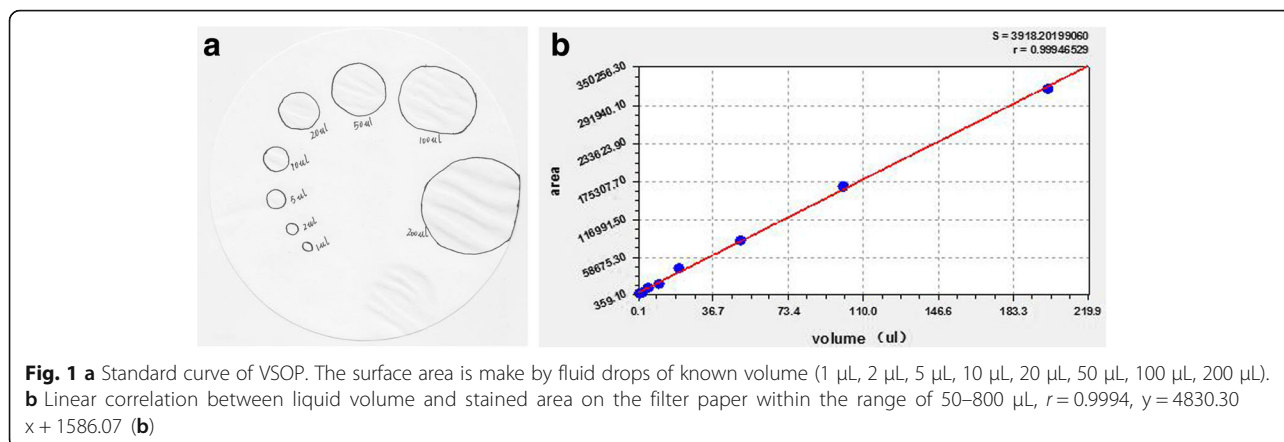 a
20ul
50ul
100ul
10ul
5ul
2ul
1ul
200ul
b
S = 3918.20199060
r = 0.99946529
350256.30
291940.10
233623.90
175307.70
116991.50
58675.30
359.10
area
0.1
36.7
73.4
110.0
146.6
183.3
219.9
volume (ul)
Fig. 1 a Standard curve of VSOP. The surface area is make by fluid drops of known volume (1 μL, 2 μL, 5 μL, 10 μL, 20 μL, 50 μL, 100 μL, 200 μL).
b Linear correlation between liquid volume and stained area on the filter paper within the range of 50–800 μL, r = 0.9994, y = 4830.30
x + 1586.07 (b)